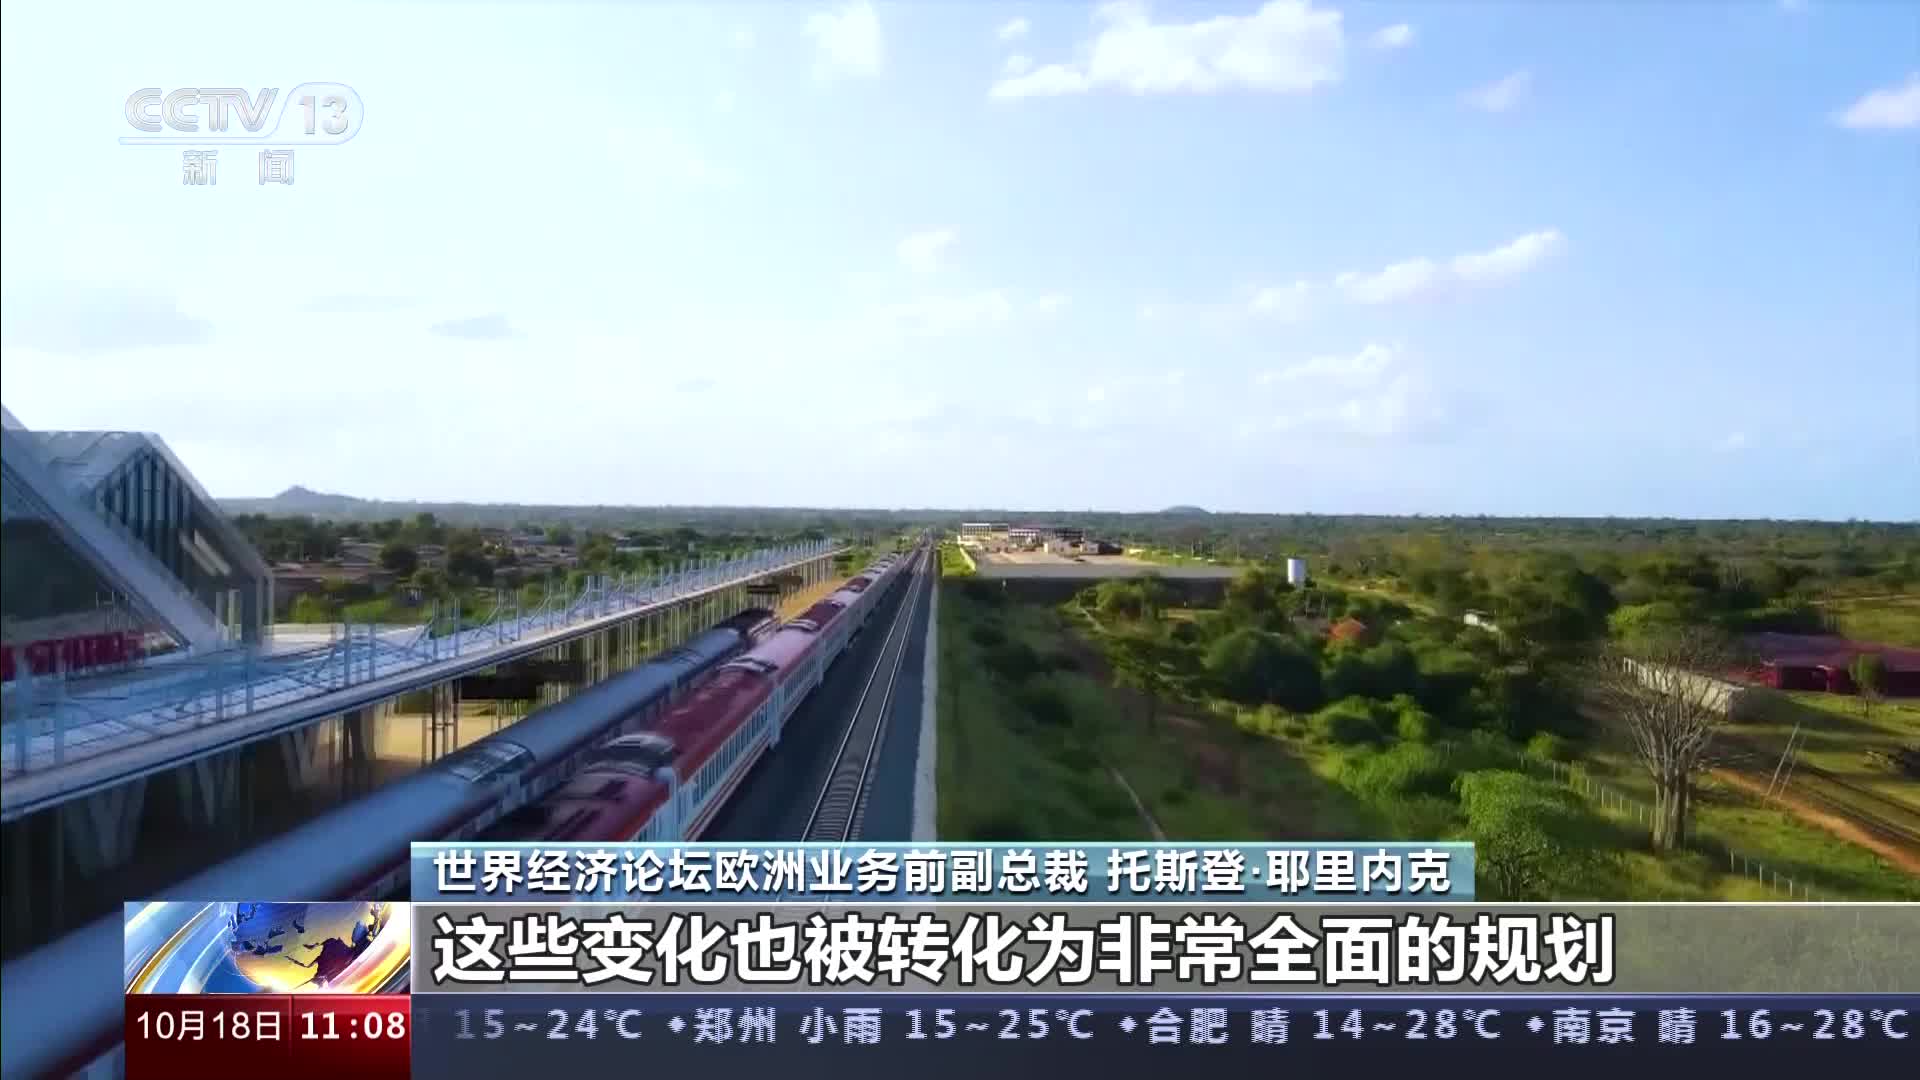 CCTV 13
新闻
世界经济论坛欧洲业务前副总裁 托斯登·耶里内克
这些变化也被转化为非常全面的规划
10月18日 11:08 15~24℃ ◆郑州 小雨 15~25℃ ◆合肥 晴 14~28℃ ◆南京 晴 16~28℃